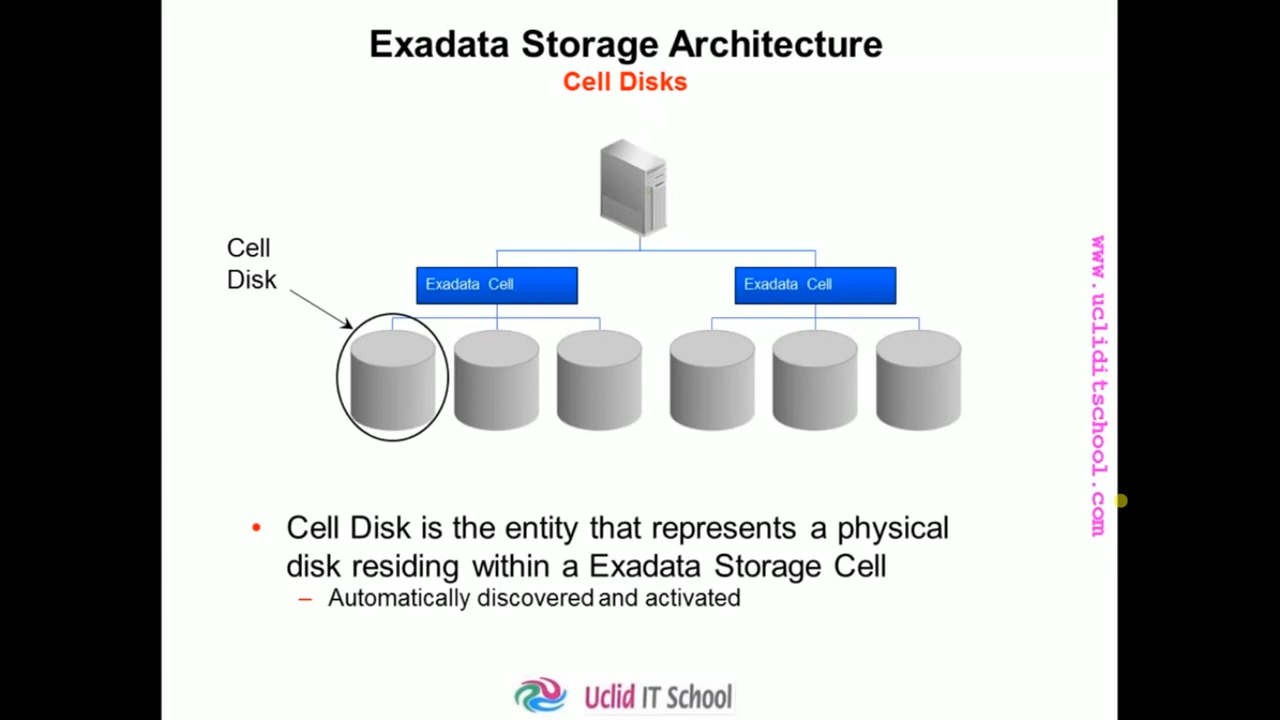 Exadata Storage Architecture
Cell Disks
Cell
Disk
Exadata Cell
Exadata Cell
www.ucliditschool.com
• Cell Disk is the entity that represents a physical
disk residing within a Exadata Storage Cell
– Automatically discovered and activated
Uclid IT School